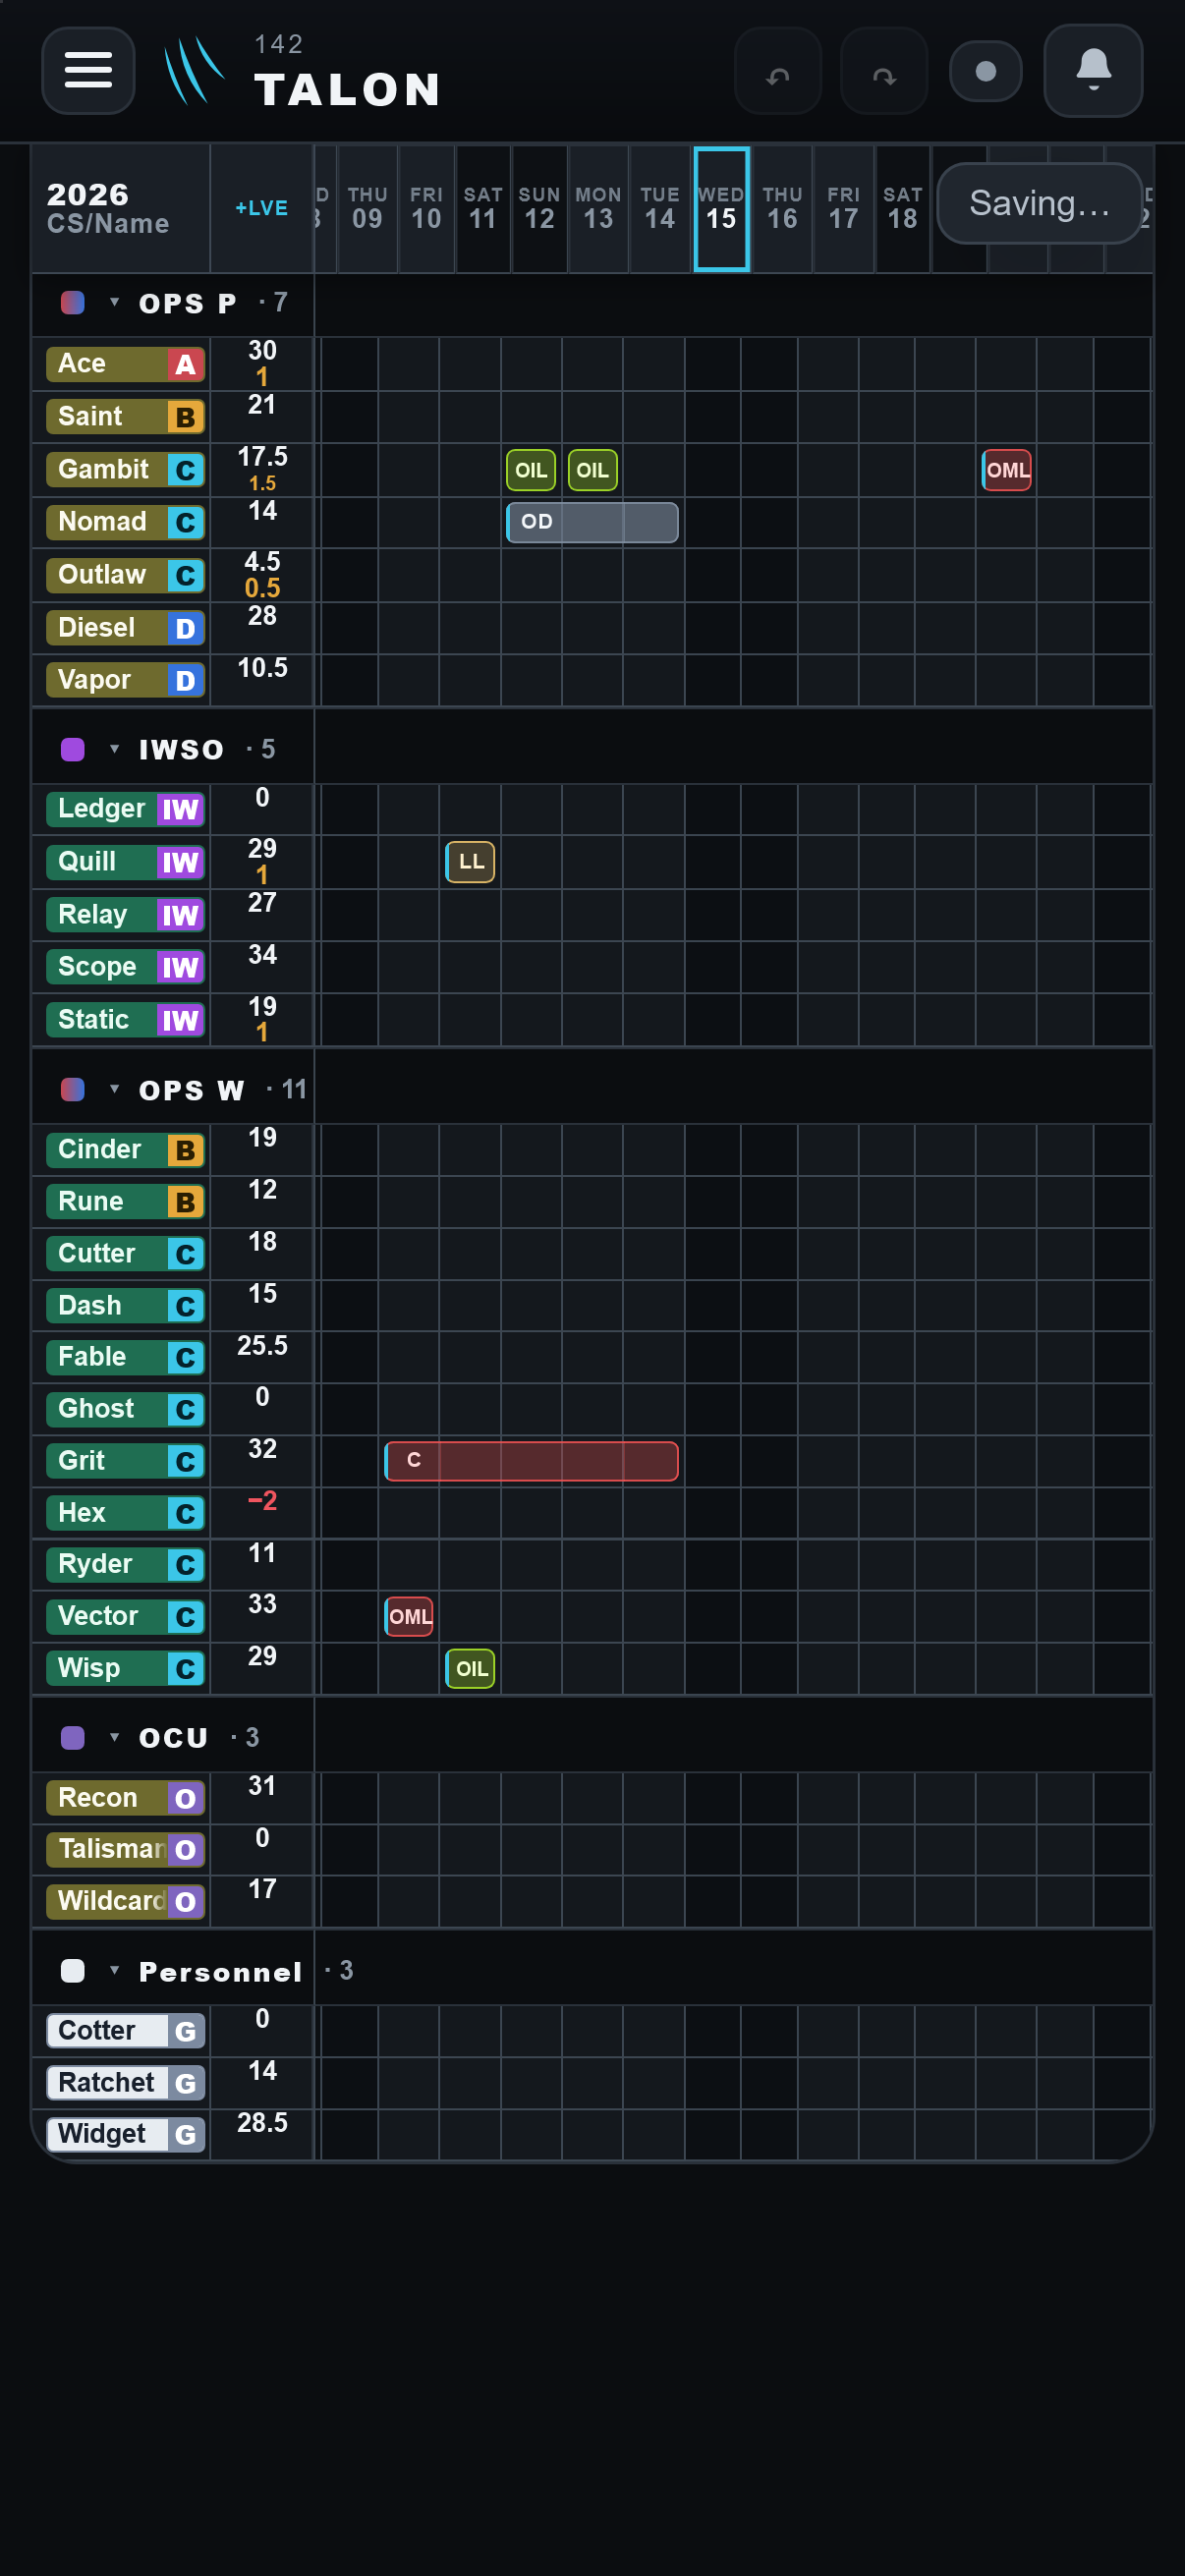 142
TALON
2026
CS/Name
+LVE
THU 09
FRI 10
SAT 11
SUN 12
MON 13
TUE 14
WED 15
THU 16
FRI 17
SAT 18
Saving…
OPS P · 7
Ace A 30 1
Saint B 21
Gambit C 17.5 1.5 OIL OIL OML
Nomad C 14 OD
Outlaw C 4.5 0.5
Diesel D 28
Vapor D 10.5
IWSO · 5
Ledger IW 0
Quill IW 29 1 LL
Relay IW 27
Scope IW 34
Static IW 19 1
OPS W · 11
Cinder B 19
Rune B 12
Cutter C 18
Dash C 15
Fable C 25.5
Ghost C 0
Grit C 32 C
Hex C −2
Ryder C 11
Vector C 33 OML
Wisp C 29 OIL
OCU · 3
Recon O 31
Talisman O 0
Wildcard O 17
Personnel · 3
Cotter G 0
Ratchet G 14
Widget G 28.5